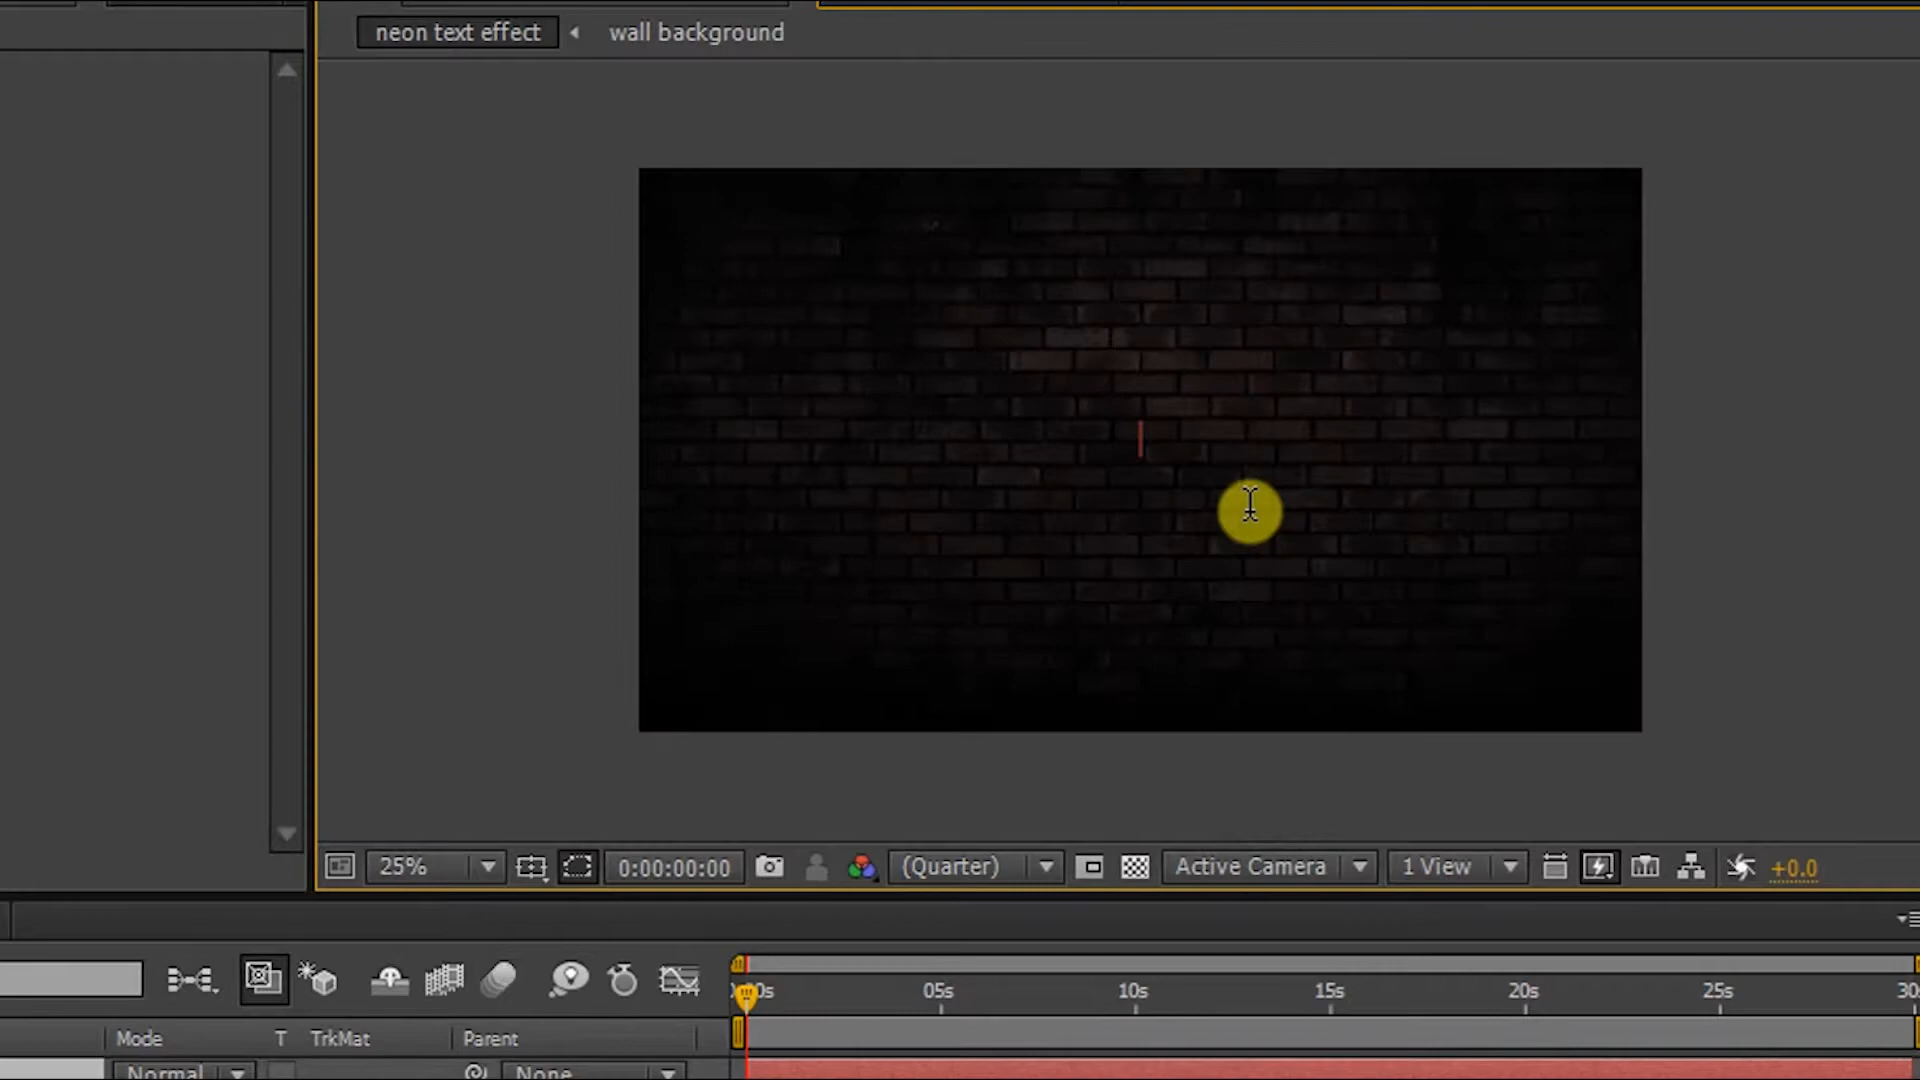 neon text effect wall background
25% 0:00:00:00 (Quarter) Active Camera 1 View +0.0
05s 10s 15s 20s 25s
Mode T TrkMat Parent
Normal None